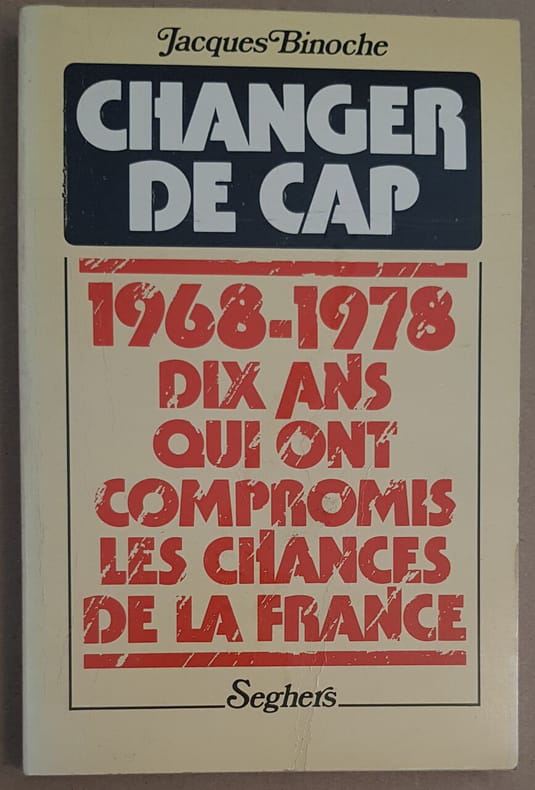 Jacques Binoche
CHANGER
DE CAP
1968-1978
DIX ANS
QUI ONT
COMPROMIS
LES CHANCES
DE LA FRANCE
Seghers